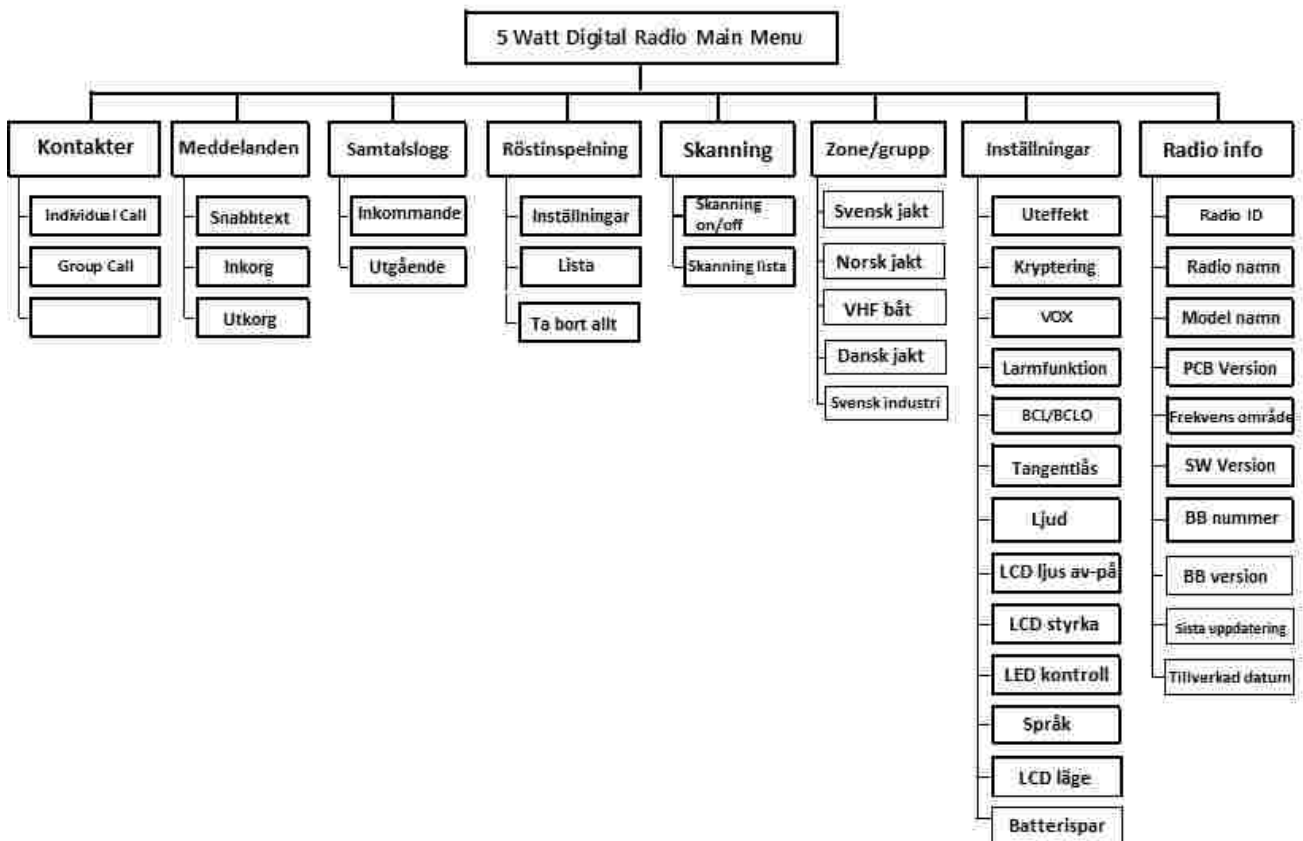 5 Watt Digital Radio Main Menu
Kontakter
Individual Call
Group Call
Meddelanden
Snabbtext
Inkorg
Utkorg
Samtalslogg
Inkommande
Utgående
Röstinspelning
Inställningar
Lista
Ta bort allt
Skanning
Skanning
on/off
Skanning lista
Zone/grupp
Svensk jakt
Norsk jakt
VHF båt
Dansk jakt
Svensk industri
Inställningar
Uteffekt
Kryptering
VOX
Larmfunktion
BCL/BCLO
Tangentlås
Ljud
LCD ljus av-på
LCD styrka
LED kontroll
Språk
LCD läge
Batterispar
Radio info
Radio ID
Radio namn
Model namn
PCB Version
Frekvens område
SW Version
BB nummer
BB version
Sista uppdatering
Tillverkad datum